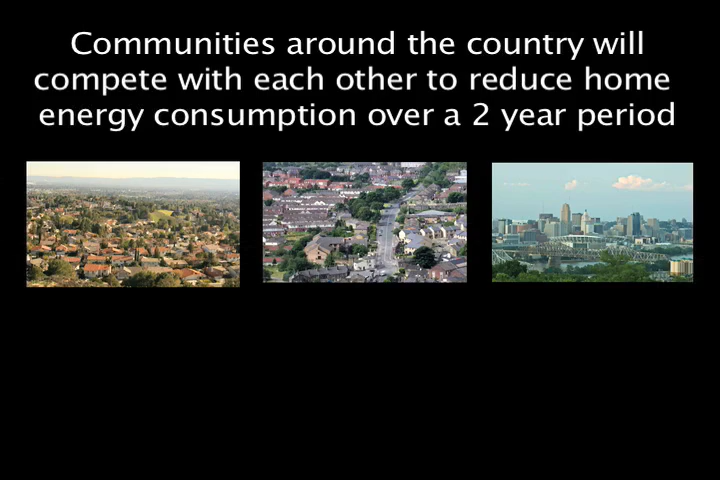 Communities around the country will
compete with each other to reduce home
energy consumption over a 2 year period